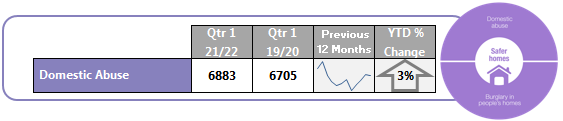 Qtr 1 21/22
Qtr 1 19/20
Previous 12 Months
YTD % Change
Domestic Abuse
6883
6705
3%
Domestic
abuse
Safer
homes
Burglary in
people's homes